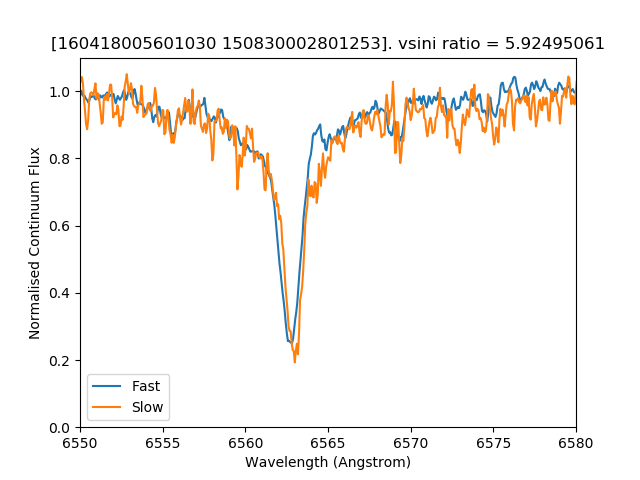 [160418005601030 150830002801253]. vsini ratio = 5.92495061
1.0
0.8
0.6
0.4
0.2
0.0
Normalised Continuum Flux
Fast
Slow
6550
6555
6560
6565
6570
6575
6580
Wavelength (Angstrom)